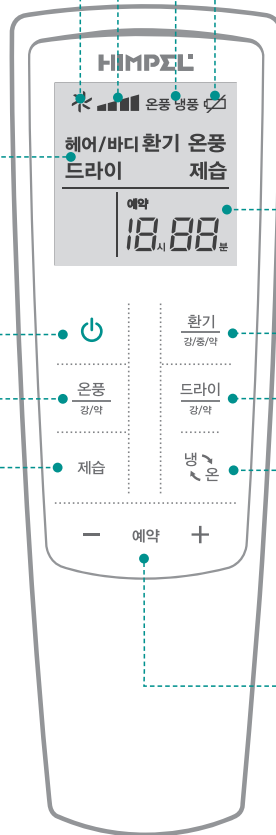 HIMPEL
온풍 냉풍
헤어/바디 환기 온풍
드라이 제습
예약
18시 88분
환기
강/중/약
온풍
강/약
드라이
강/약
제습
냉
온
− 예약 +